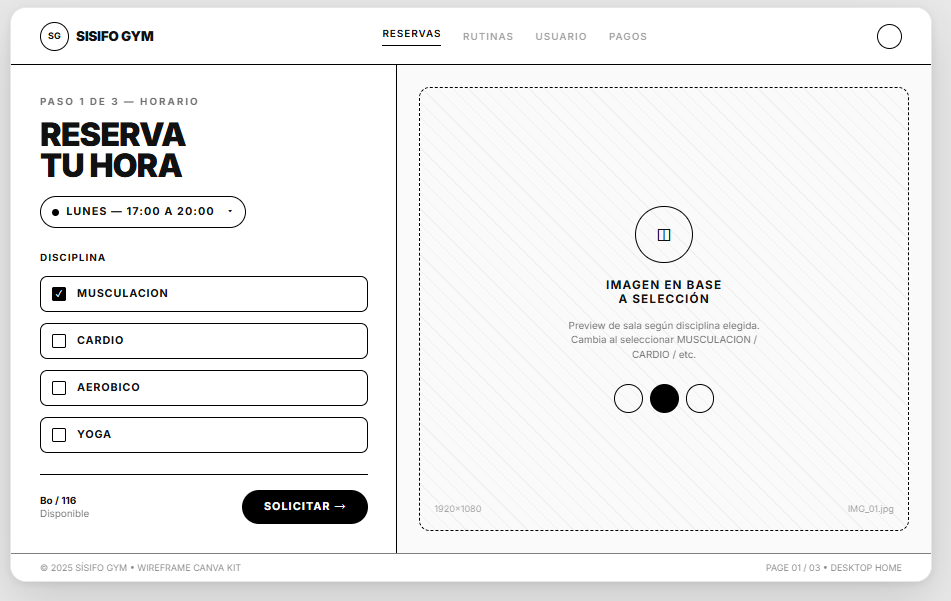 SG
SISIFO GYM
RESERVAS
RUTINAS
USUARIO
PAGOS
PASO 1 DE 3 — HORARIO
RESERVA
TU HORA
LUNES — 17:00 A 20:00
DISCIPLINA
MUSCULACION
CARDIO
AEROBICO
YOGA
Bo / 116
Disponible
SOLICITAR →
IMAGEN EN BASE
A SELECCIÓN
Preview de sala según disciplina elegida.
Cambia al seleccionar MUSCULACION /
CARDIO / etc.
1920×1080
IMG_01.jpg
© 2025 SÍSIFO GYM • WIREFRAME CANVA KIT
PAGE 01 / 03 • DESKTOP HOME